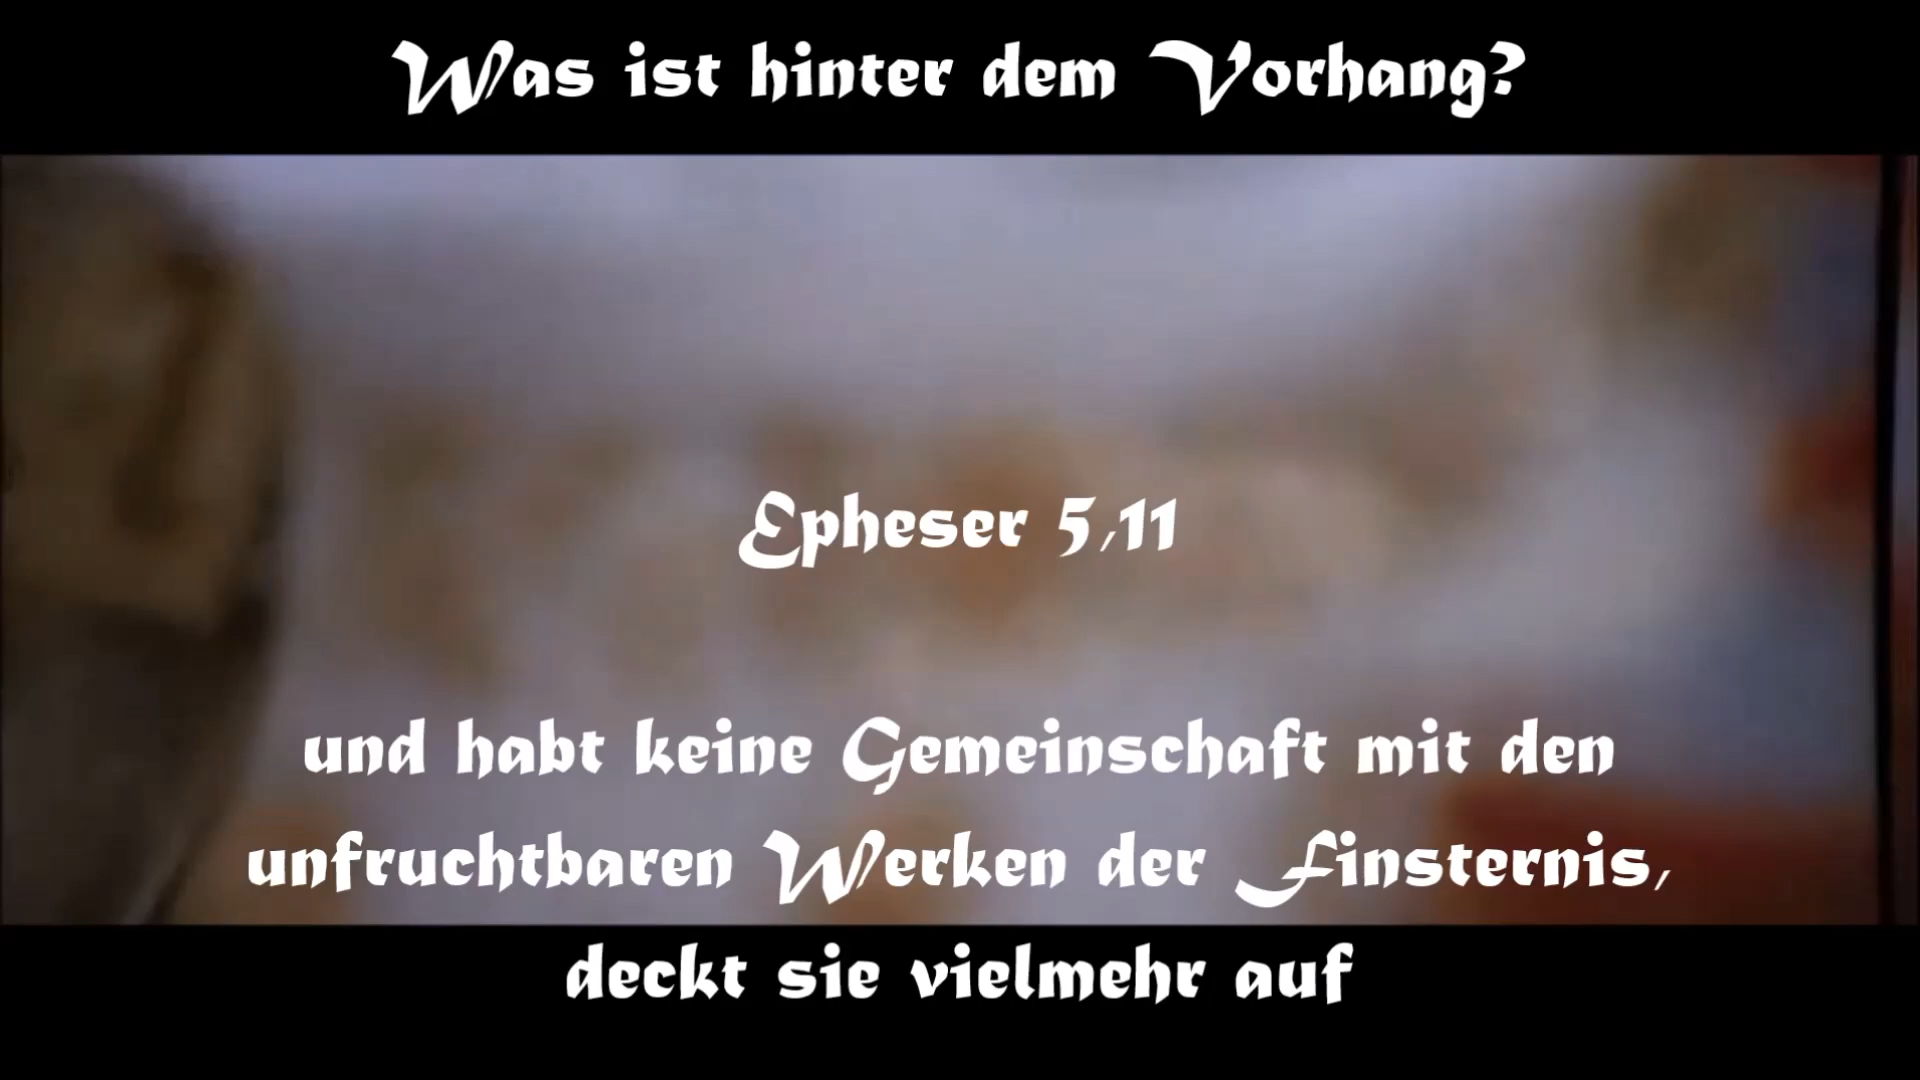 Was ist hinter dem Vorhang?
Epheser 5,11
und habt keine Gemeinschaft mit den
unfruchtbaren Werken der Finsternis,
deckt sie vielmehr auf